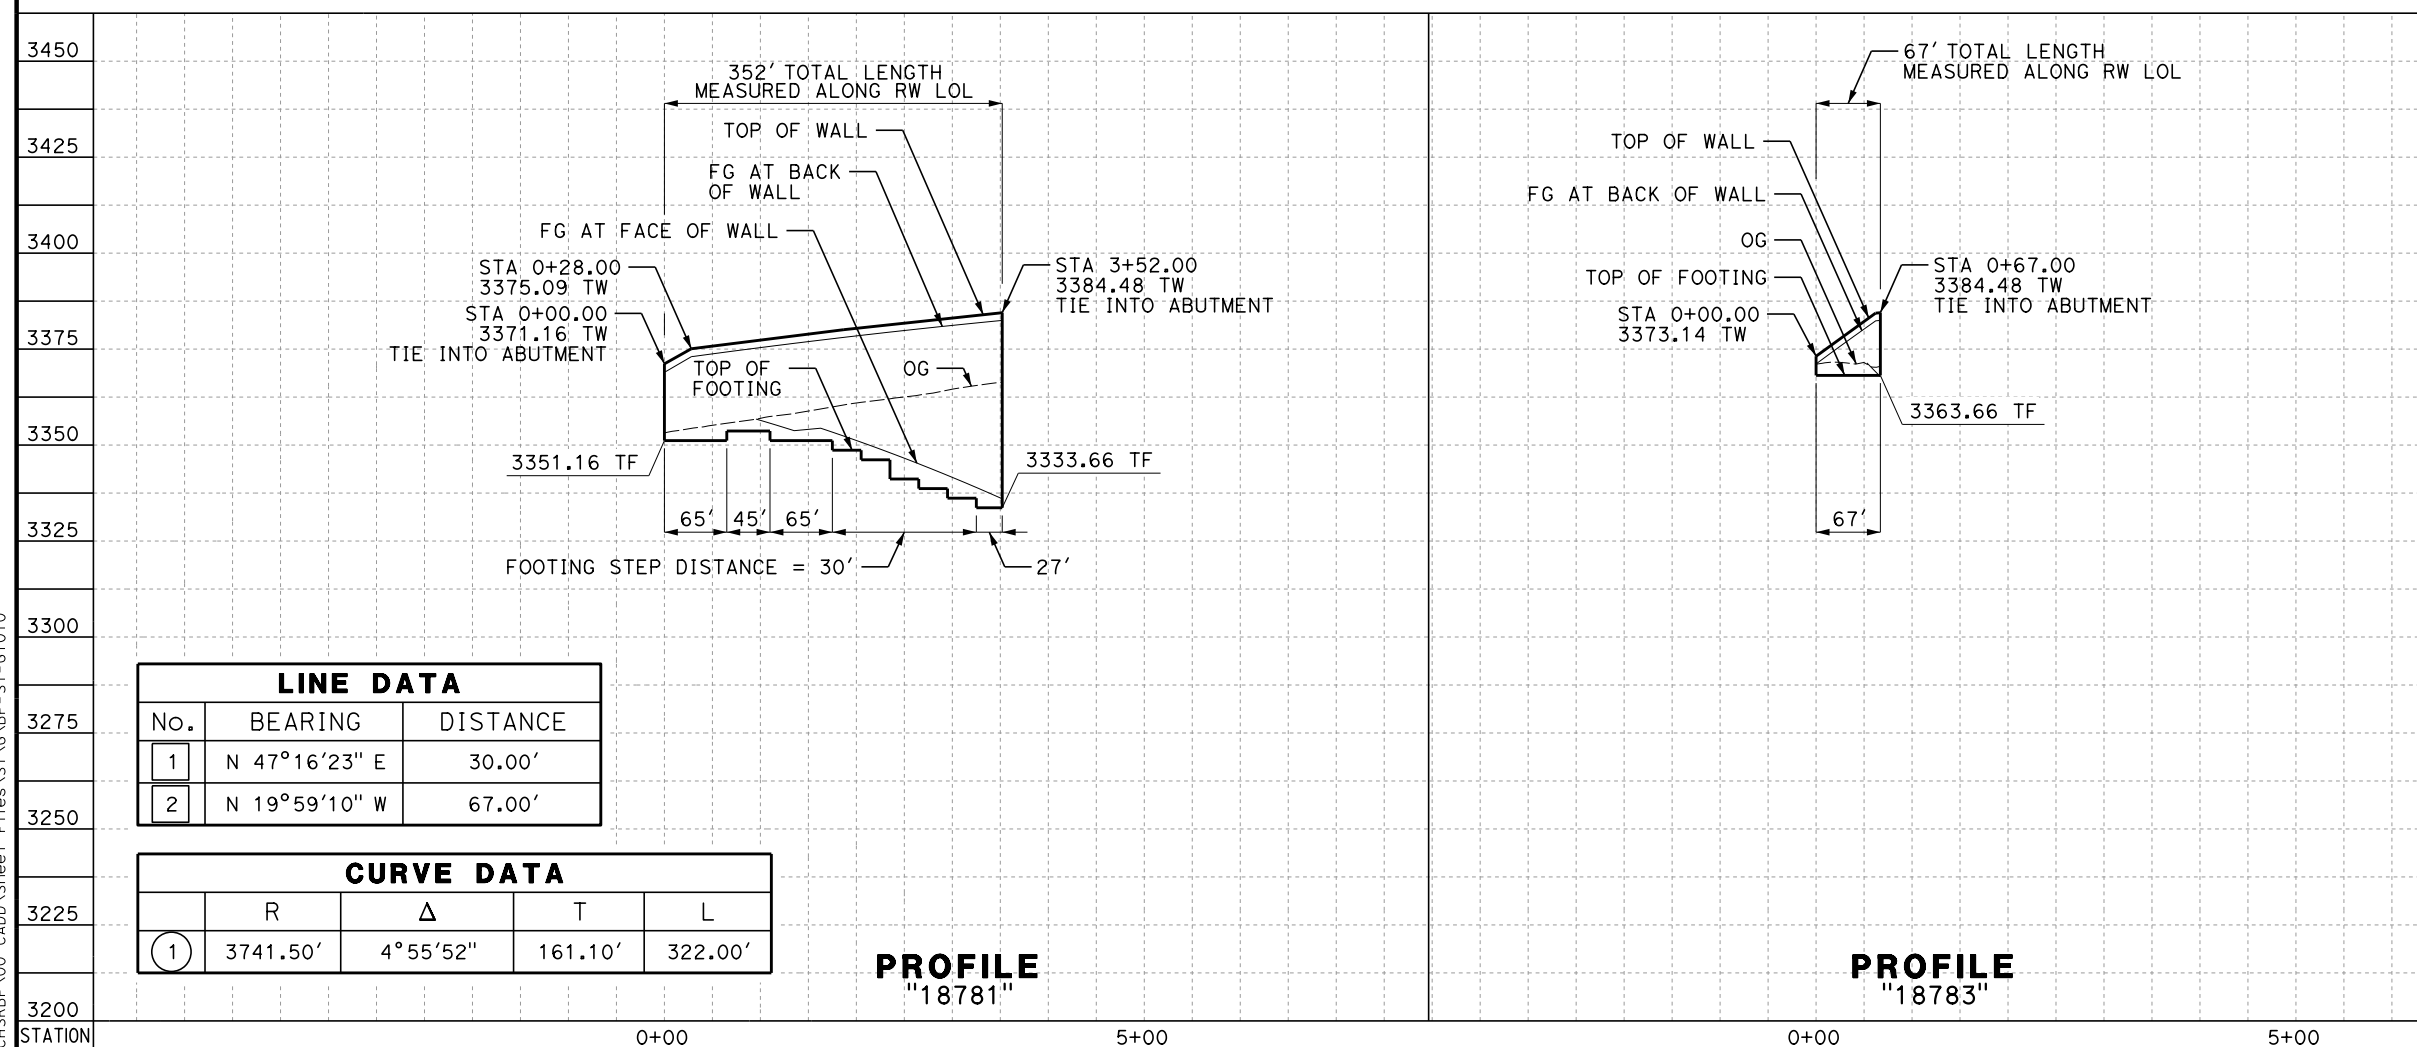 3450
3425
3400
3375
3350
3325
3300
3275
3250
3225
3200
STATION
352' TOTAL LENGTH
MEASURED ALONG RW LOL
TOP OF WALL
FG AT BACK
OF WALL
FG AT FACE OF WALL
STA 0+28.00
3375.09 TW
STA 0+00.00
3371.16 TW
TIE INTO ABUTMENT
STA 3+52.00
3384.48 TW
TIE INTO ABUTMENT
TOP OF
FOOTING
OG
3351.16 TF
3333.66 TF
65'
45'
65'
FOOTING STEP DISTANCE = 30'
27'
LINE DATA
No. BEARING DISTANCE
1 N 47°16'23" E 30.00'
2 N 19°59'10" W 67.00'
CURVE DATA
R Δ T L
1 3741.50' 4°55'52" 161.10' 322.00'
PROFILE
"18781"
0+00
5+00
67' TOTAL LENGTH
MEASURED ALONG RW LOL
TOP OF WALL
FG AT BACK OF WALL
OG
TOP OF FOOTING
STA 0+00.00
3373.14 TW
STA 0+67.00
3384.48 TW
TIE INTO ABUTMENT
3363.66 TF
67'
PROFILE
"18783"
0+00
5+00